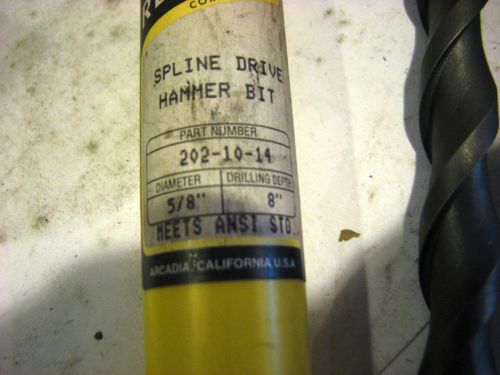 SPLINE DRIVE
HAMMER BIT
PART NUMBER
202-10-14
DIAMETER DRILLING DEPTH
5/8" 8"
MEETS ANSI STD
ARCADIA, CALIFORNIA U.S.A.